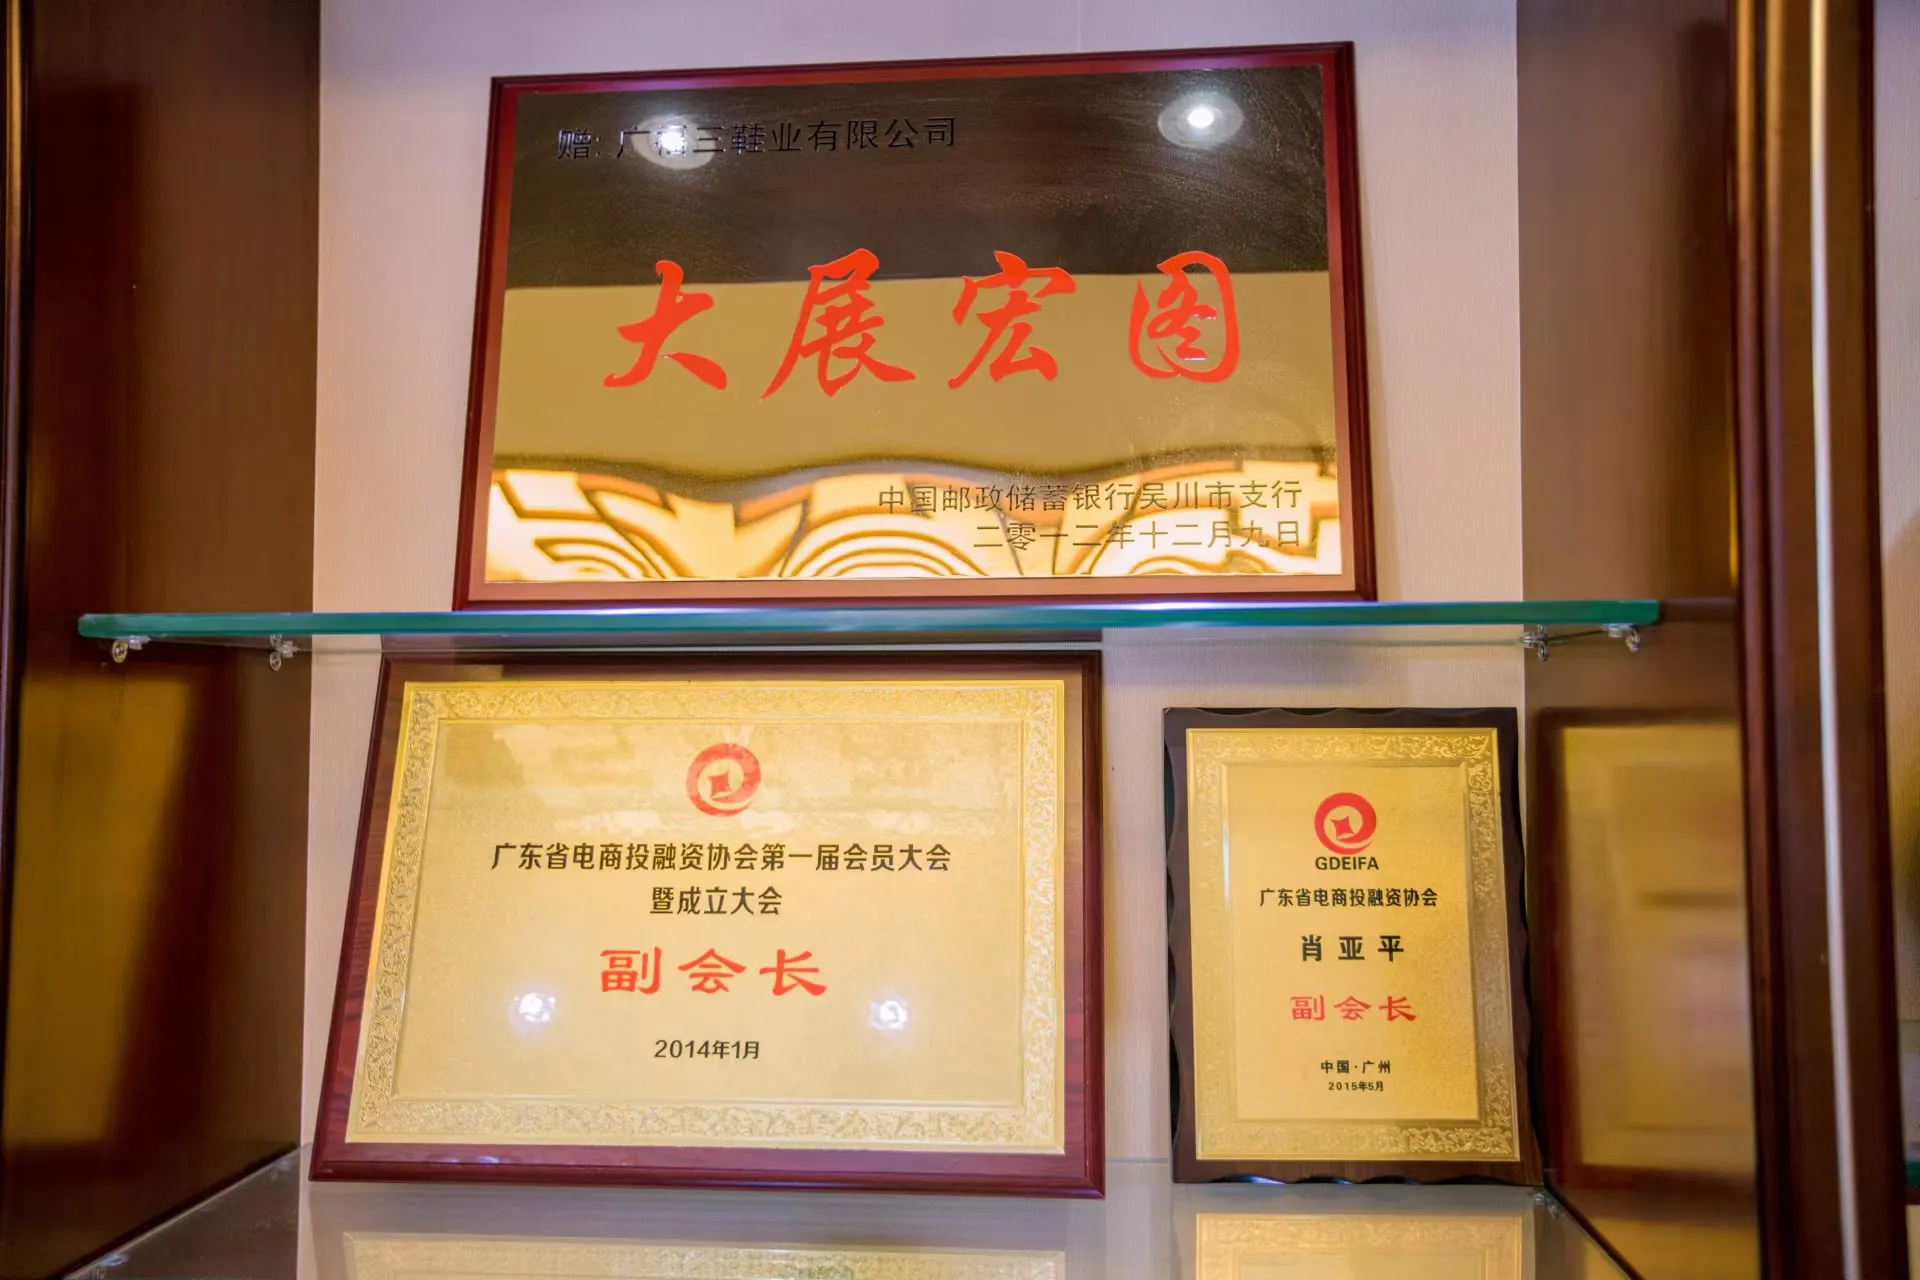 赠: 广福三鞋业有限公司
大展宏图
中国邮政储蓄银行吴川市支行
二零一二年十二月九日
广东省电商投融资协会第一届会员大会
暨成立大会
副会长
2014年1月
GDEIFA
广东省电商投融资协会
肖亚平
副会长
中国·广州
2015年5月